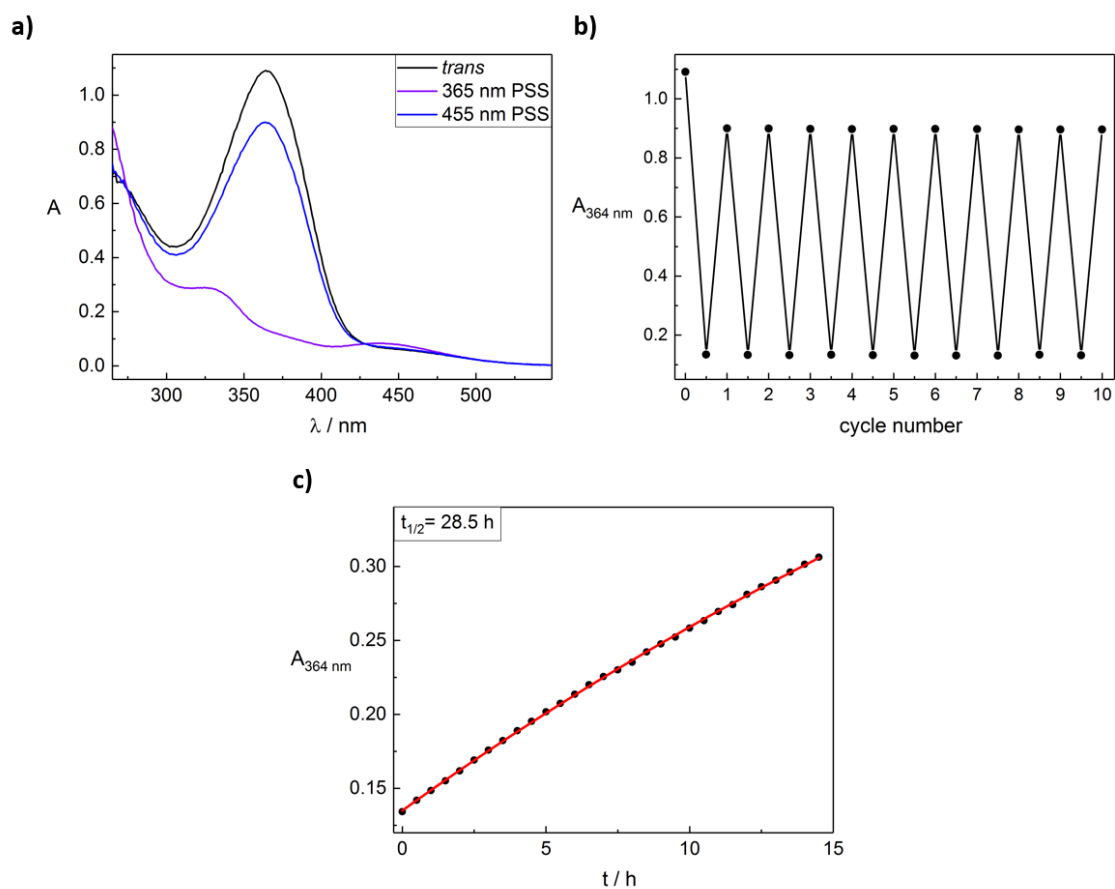 a)
A
1.0
0.8
0.6
0.4
0.2
0.0
300
350
400
450
500
λ / nm
trans
365 nm PSS
455 nm PSS
b)
A364 nm
1.0
0.8
0.6
0.4
0.2
0 1 2 3 4 5 6 7 8 9 10
cycle number
c)
t1/2= 28.5 h
A364 nm
0.30
0.25
0.20
0.15
0 5 10 15
t / h